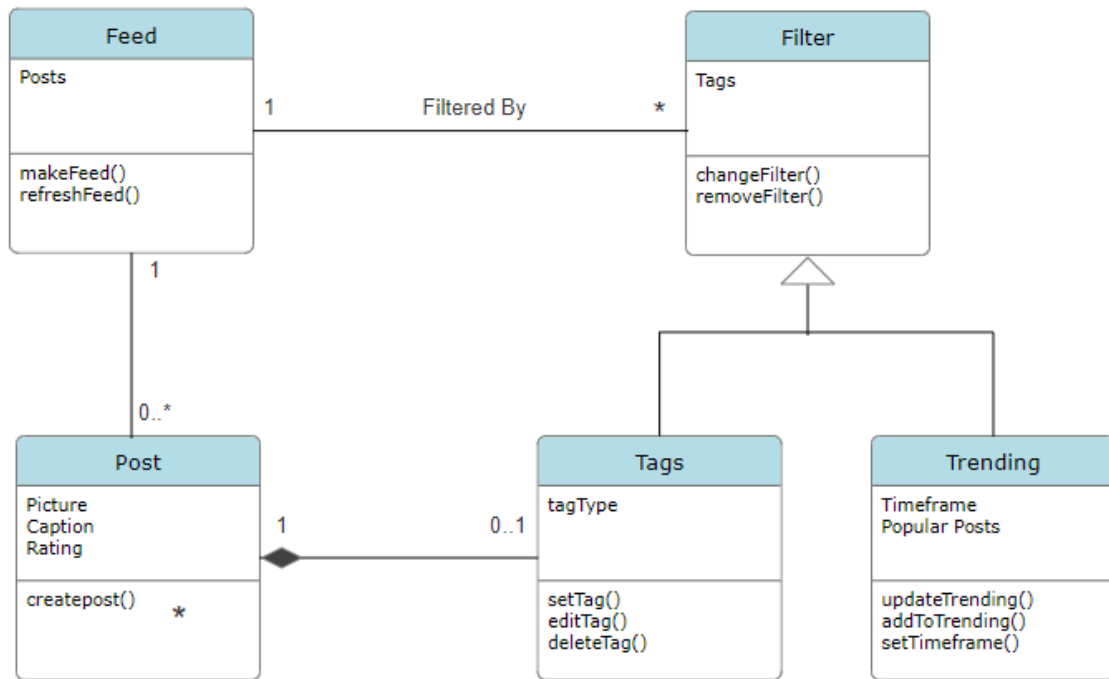 Feed
Posts
makeFeed()
refreshFeed()
1
Filtered By
*
Filter
Tags
changeFilter()
removeFilter()
1
0..*
Post
Picture
Caption
Rating
createpost()
*
1
0..1
Tags
tagType
setTag()
editTag()
deleteTag()
Trending
Timeframe
Popular Posts
updateTrending()
addToTrending()
setTimeframe()